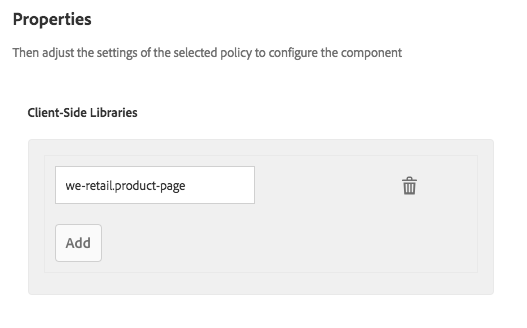 Properties
Then adjust the settings of the selected policy to configure the component
Client-Side Libraries
we-retail.product-page
Add